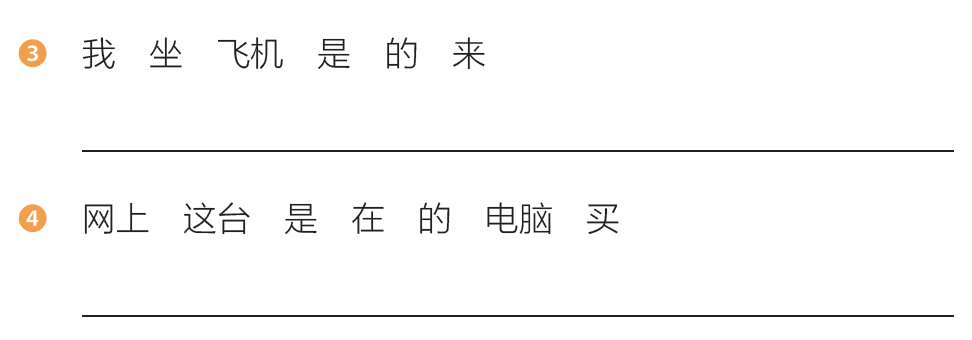 3 我 坐 飞机 是 的 来
4 网上 这台 是 在 的 电脑 买